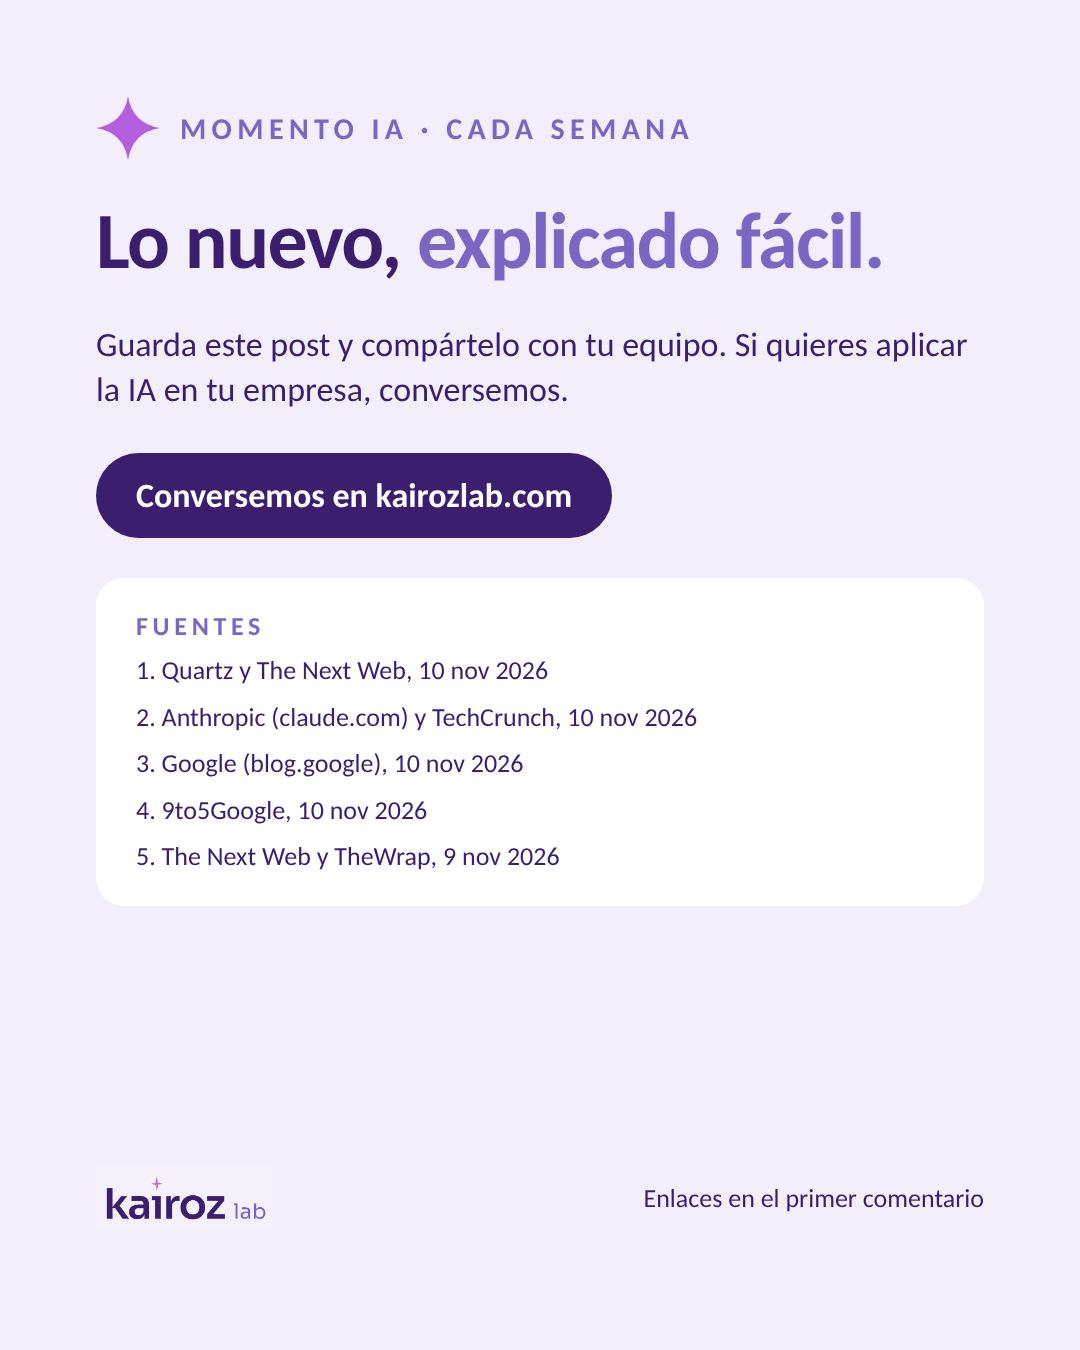 MOMENTO IA · CADA SEMANA
Lo nuevo, explicado fácil.
Guarda este post y compártelo con tu equipo. Si quieres aplicar
la IA en tu empresa, conversemos.
Conversemos en kairozlab.com
FUENTES
1. Quartz y The Next Web, 10 nov 2026
2. Anthropic (claude.com) y TechCrunch, 10 nov 2026
3. Google (blog.google), 10 nov 2026
4. 9to5Google, 10 nov 2026
5. The Next Web y TheWrap, 9 nov 2026
kairoz lab
Enlaces en el primer comentario